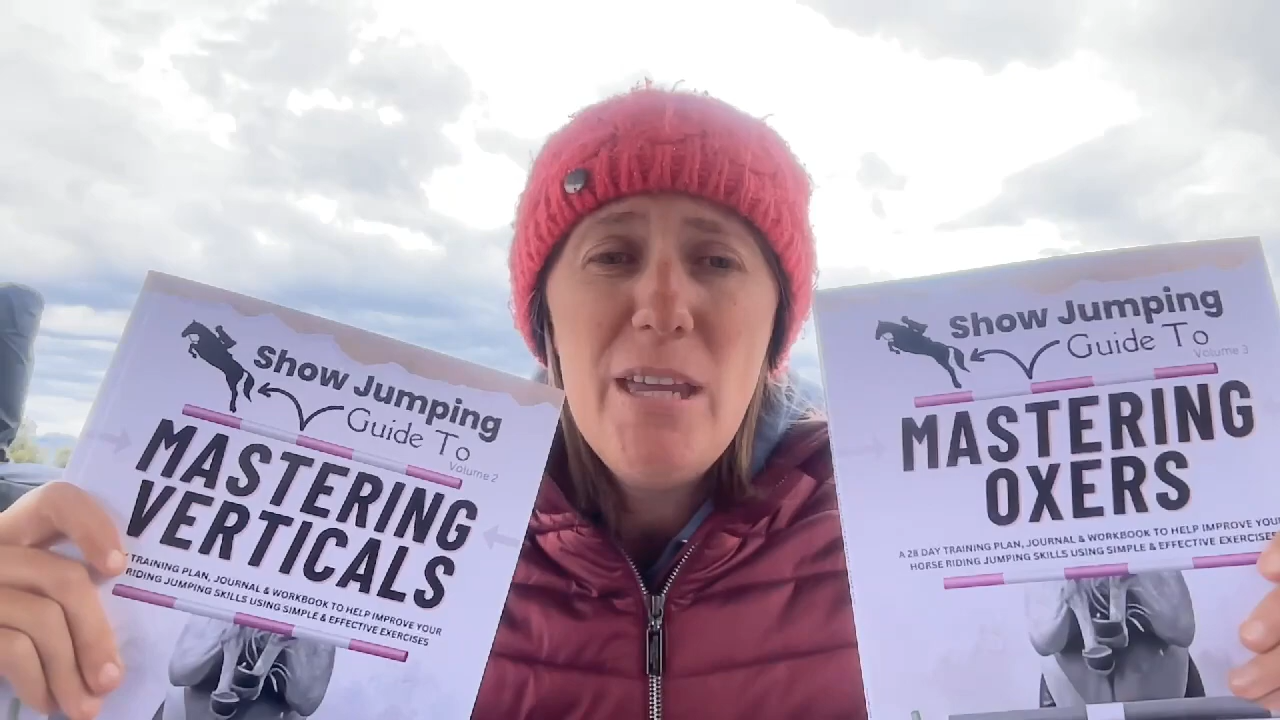 Show Jumping
Guide To
Volume 2
MASTERING
VERTICALS
TRAINING PLAN, JOURNAL & WORKBOOK TO HELP IMPROVE YOUR
RIDING JUMPING SKILLS USING SIMPLE & EFFECTIVE EXERCISES
Show Jumping
Guide To
Volume 3
MASTERING
OXERS
A 28 DAY TRAINING PLAN, JOURNAL & WORKBOOK TO HELP IMPROVE YOUR
HORSE RIDING JUMPING SKILLS USING SIMPLE & EFFECTIVE EXERCISES